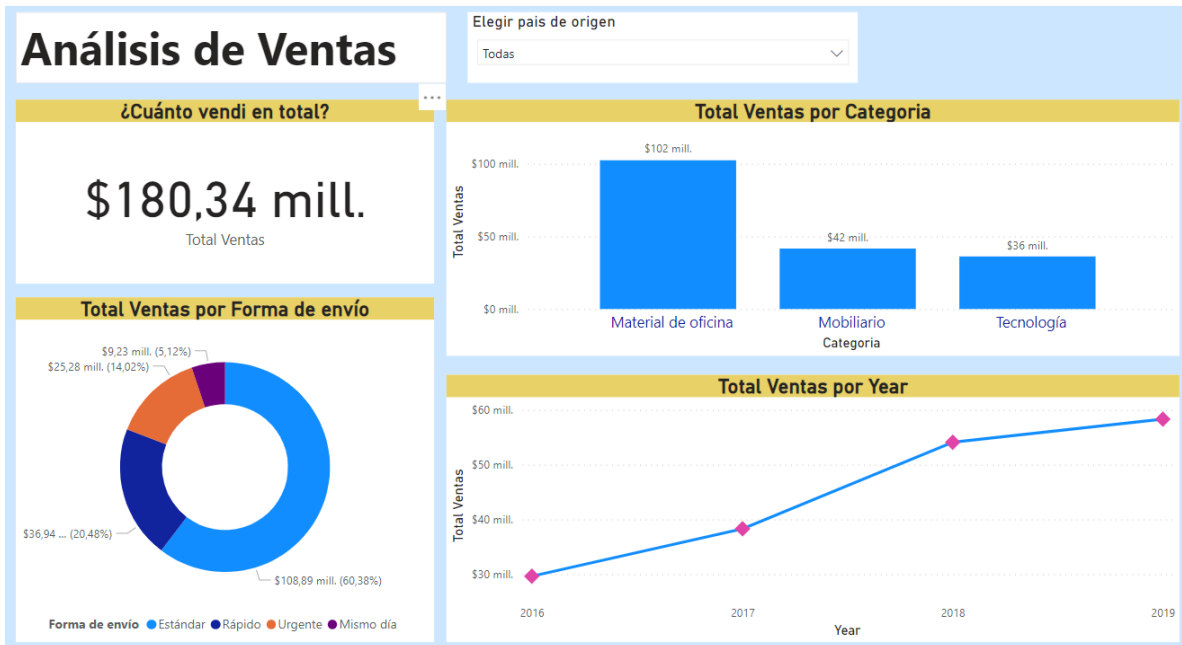 Análisis de Ventas
Elegir pais de origen
Todas
...
¿Cuánto vendi en total?
$180,34 mill.
Total Ventas
Total Ventas por Categoria
Total Ventas
$100 mill.
$50 mill.
$0 mill.
$102 mill.
$42 mill.
$36 mill.
Material de oficina
Mobiliario
Tecnología
Categoria
Total Ventas por Forma de envío
$9,23 mill. (5,12%)
$25,28 mill. (14,02%)
$36,94 ... (20,48%)
$108,89 mill. (60,38%)
Forma de envío Estándar Rápido Urgente Mismo día
Total Ventas por Year
Total Ventas
$60 mill.
$50 mill.
$40 mill.
$30 mill.
2016
2017
2018
2019
Year